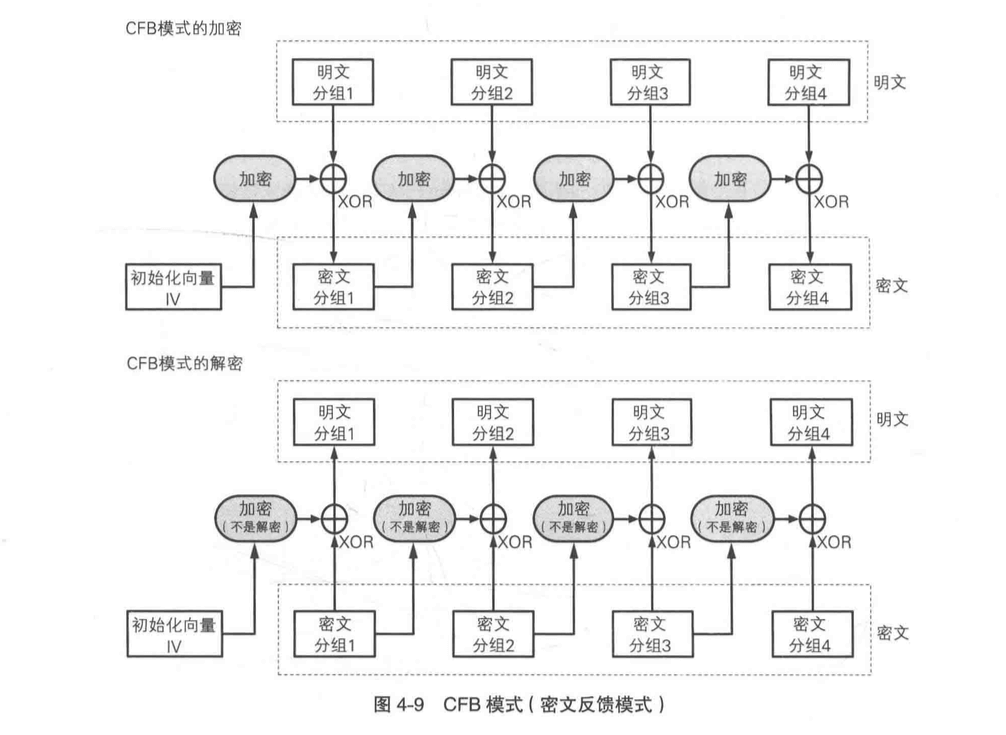 CFB模式的加密
明文
分组1
明文
分组2
明文
分组3
明文
分组4
明文
加密
加密
加密
加密
XOR
XOR
XOR
XOR
初始化向量
IV
密文
分组1
密文
分组2
密文
分组3
密文
分组4
密文
CFB模式的解密
明文
分组1
明文
分组2
明文
分组3
明文
分组4
明文
加密
(不是解密)
加密
(不是解密)
加密
(不是解密)
加密
(不是解密)
XOR
XOR
XOR
XOR
初始化向量
IV
密文
分组1
密文
分组2
密文
分组3
密文
分组4
密文
图 4-9 CFB 模式(密文反馈模式)